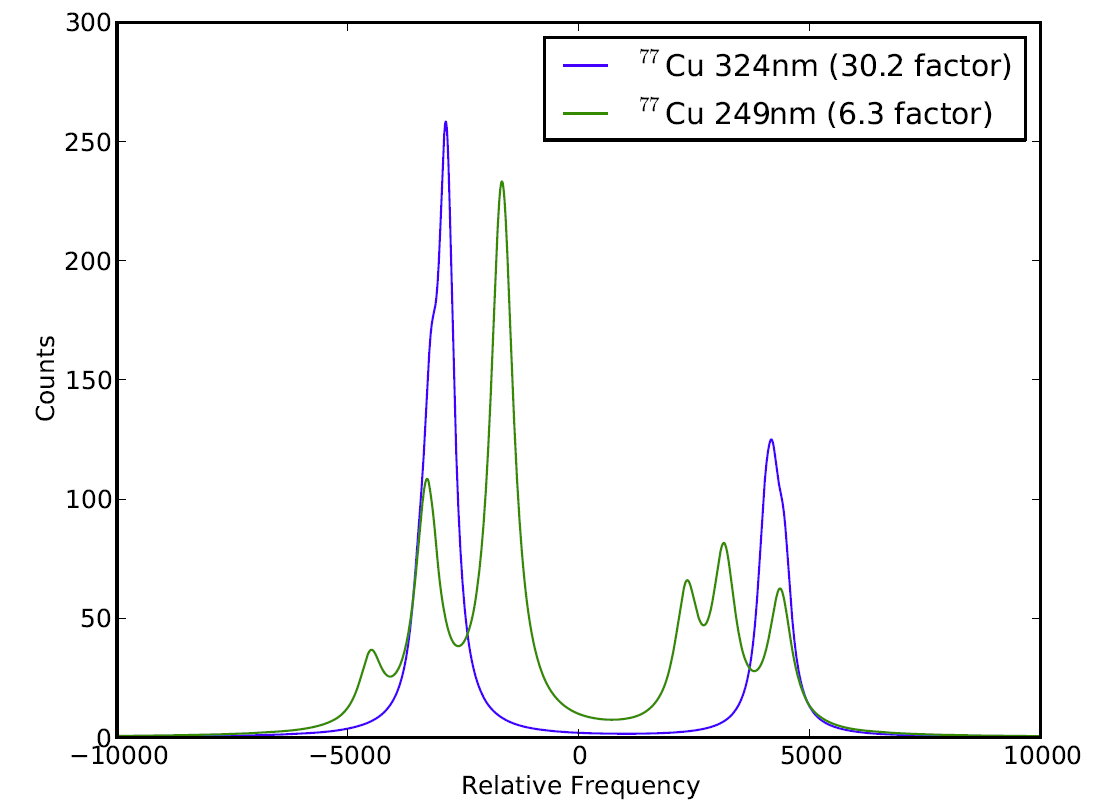 300
250
200
150
100
50
0
Counts
⁷⁷Cu 324nm (30.2 factor)
⁷⁷Cu 249nm (6.3 factor)
−10000 −5000 0 5000 10000
Relative Frequency